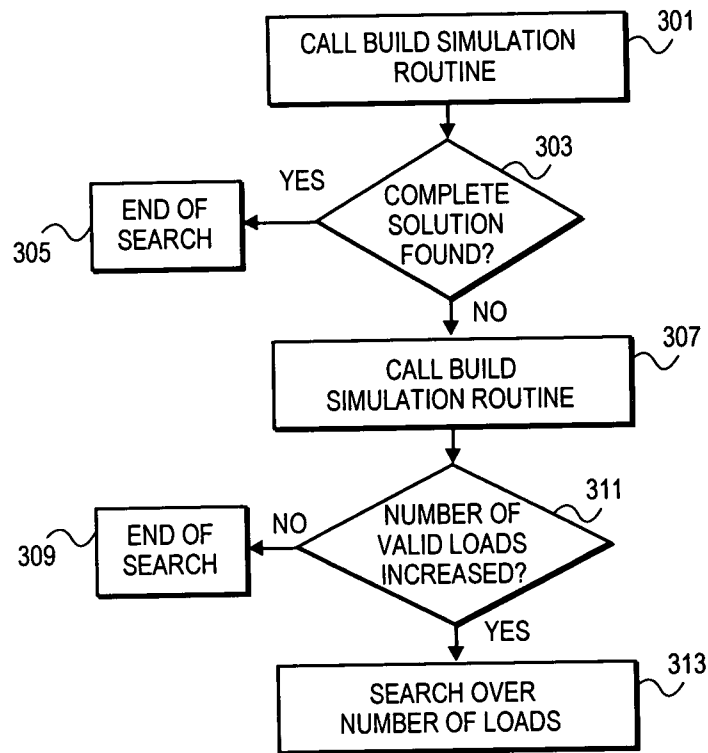 CALL BUILD SIMULATION
ROUTINE
301
303
YES
COMPLETE
SOLUTION
FOUND?
END OF
SEARCH
305
NO
307
CALL BUILD
SIMULATION ROUTINE
311
NO
NUMBER OF
VALID LOADS
INCREASED?
END OF
SEARCH
309
YES
313
SEARCH OVER
NUMBER OF LOADS